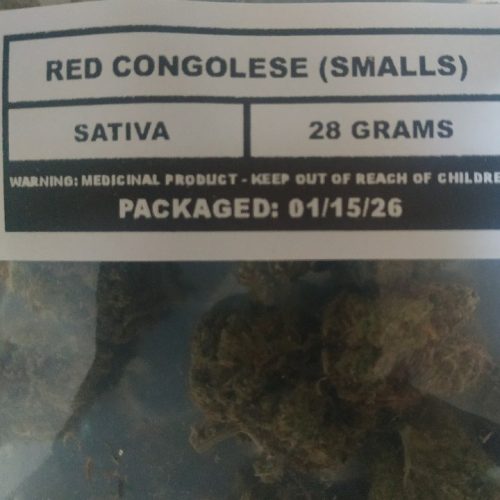 RED CONGOLESE (SMALLS)
SATIVA
28 GRAMS
WARNING: MEDICINAL PRODUCT - KEEP OUT OF REACH OF CHILDRE
PACKAGED: 01/15/26